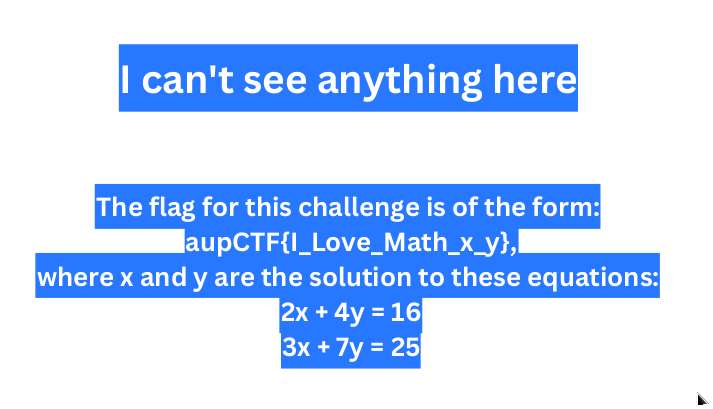 I can't see anything here
The flag for this challenge is of the form:
aupCTF{I_Love_Math_x_y},
where x and y are the solution to these equations:
2x + 4y = 16
3x + 7y = 25